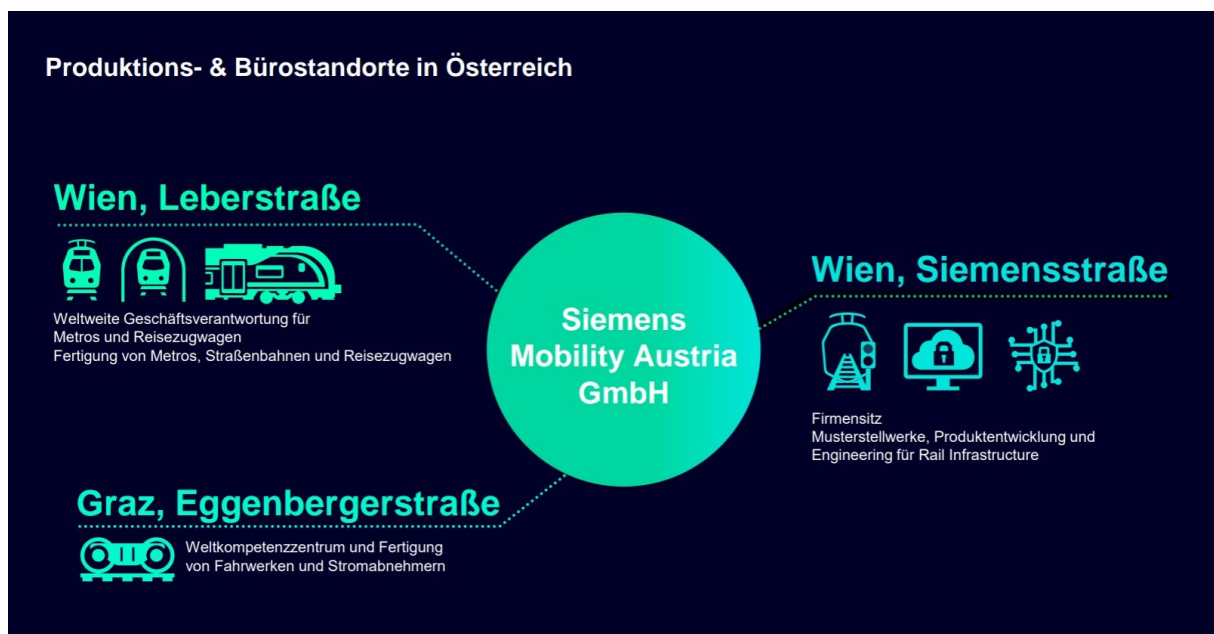 Produktions- & Bürostandorte in Österreich
Wien, Leberstraße
Weltweite Geschäftsverantwortung für
Metros und Reisezugwagen
Fertigung von Metros, Straßenbahnen und Reisezugwagen
Siemens
Mobility Austria
GmbH
Wien, Siemensstraße
Firmensitz
Musterstellwerke, Produktentwicklung und
Engineering für Rail Infrastructure
Graz, Eggenbergerstraße
Weltkompetenzzentrum und Fertigung
von Fahrwerken und Stromabnehmern